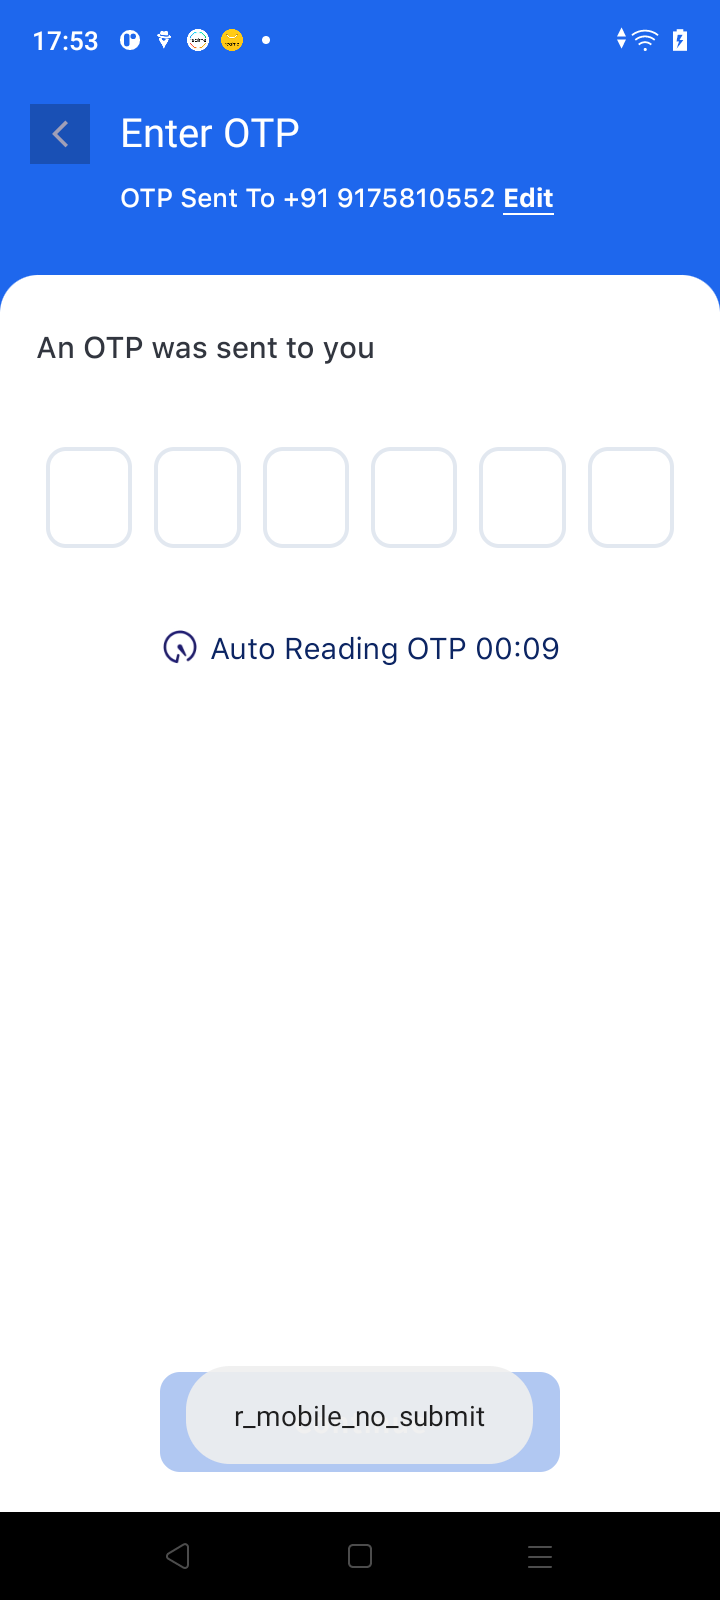 17:53
Enter OTP
OTP Sent To +91 9175810552 Edit
An OTP was sent to you
Auto Reading OTP 00:09
r_mobile_no_submit